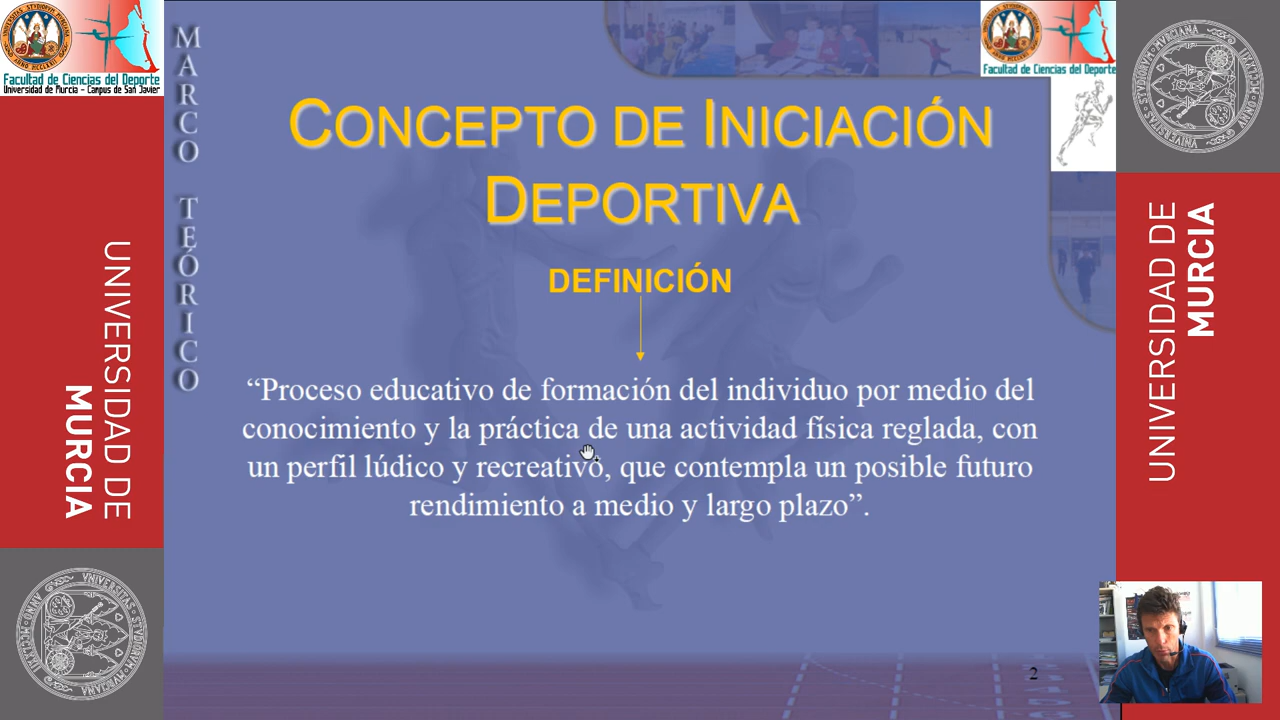 Facultad de Ciencias del Deporte
Universidad de Murcia - Campus de San Javier
UNIVERSIDAD DE
MURCIA
MARCO TEÓRICO
CONCEPTO DE INICIACIÓN
DEPORTIVA
DEFINICIÓN
“Proceso educativo de formación del individuo por medio del
conocimiento y la práctica de una actividad física reglada, con
un perfil lúdico y recreativo, que contempla un posible futuro
rendimiento a medio y largo plazo”.
2
Facultad de Ciencias del Deporte
UNIVERSIDAD DE
MURCIA